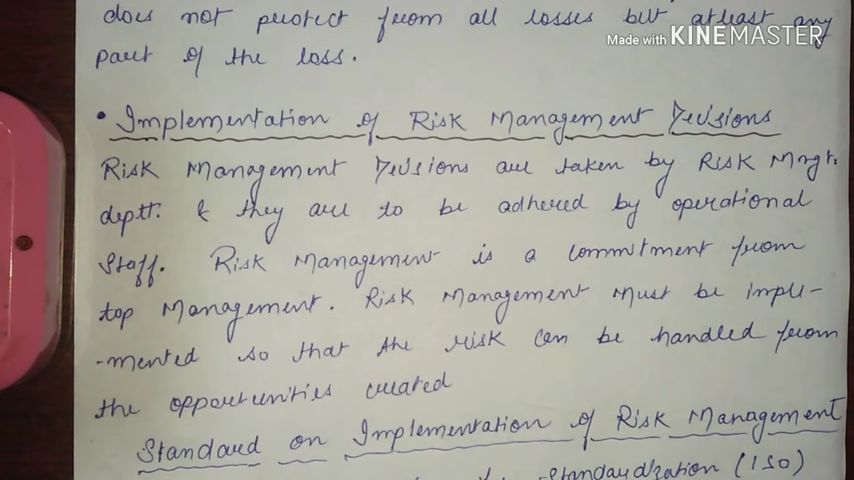 does not protect from all losses but atleast any
Made with KINEMASTER
part of the loss.
• Implementation of Risk Management Decisions
Risk Management Decisions are taken by Risk Mngt.
deptt. & they are to be adhered by operational
Staff. Risk Management is a commitment from
top Management. Risk Management Must be imple-
-mented so that the risk can be handled from
the opportunities created
Standard on Implementation of Risk Management
Standardization (ISO)